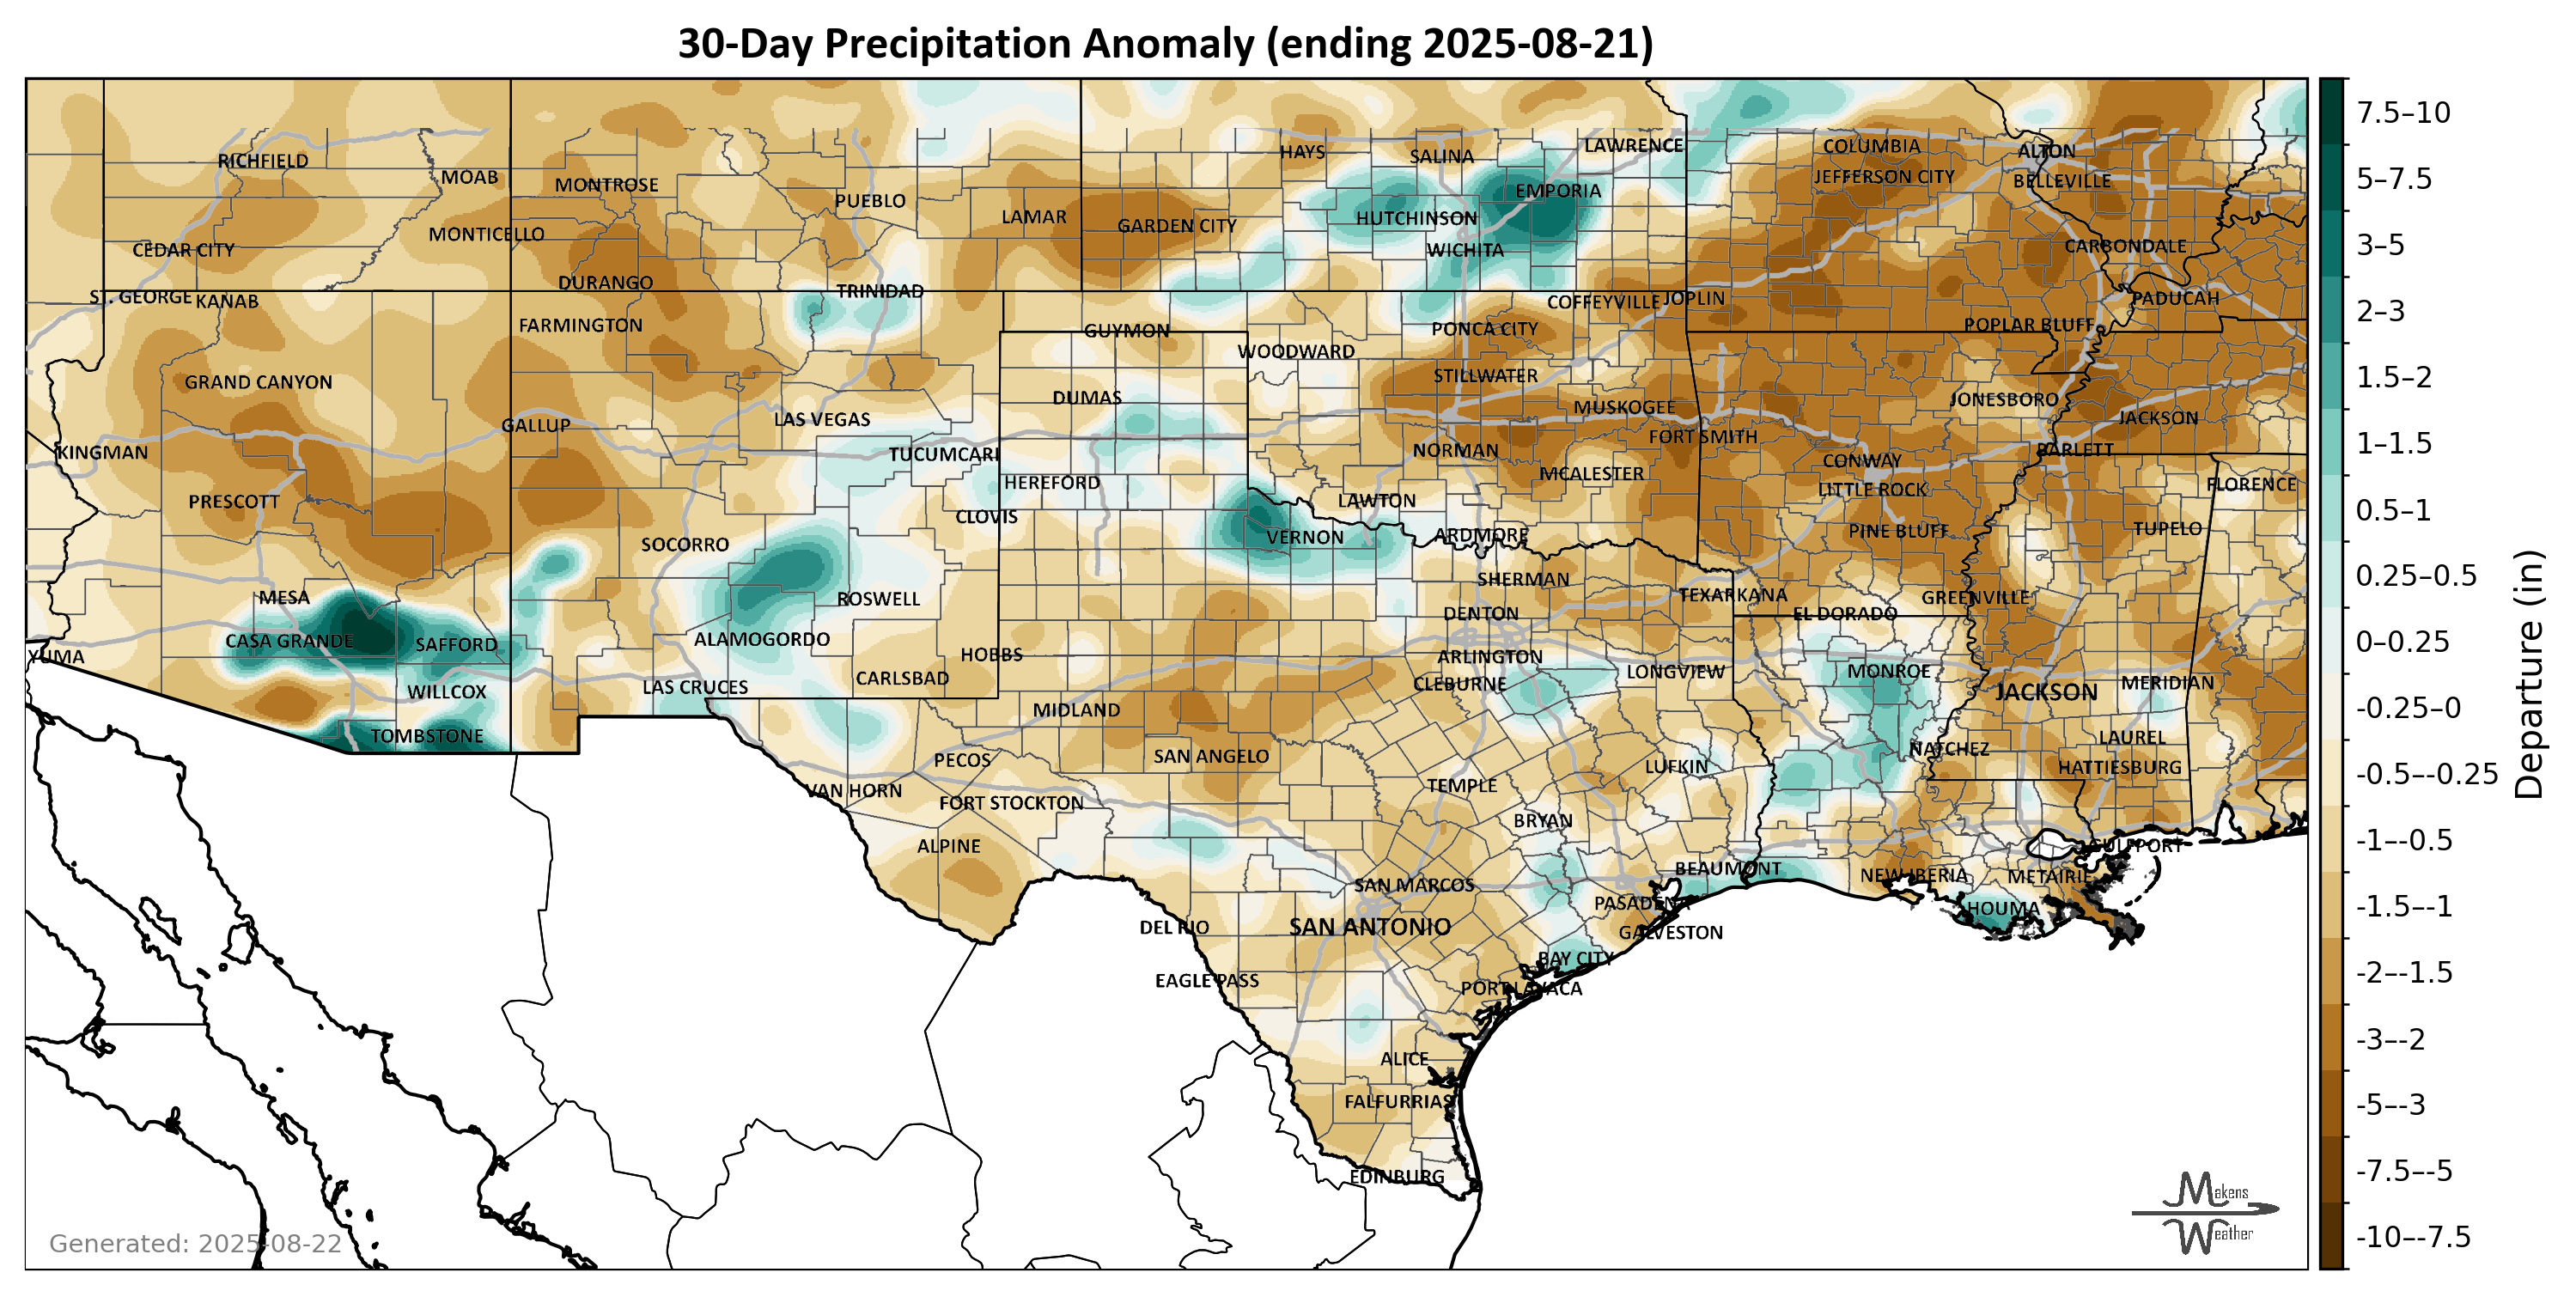 30-Day Precipitation Anomaly (ending 2025-08-21)
RICHFIELD
MOAB
MONTROSE
PUEBLO
LAMAR
GARDEN CITY
HAYS
SALINA
LAWRENCE
EMPORIA
HUTCHINSON
WICHITA
COLUMBIA
JEFFERSON CITY
ALTON
BELLEVILLE
CARBONDALE
PADUCAH
CEDAR CITY
MONTICELLO
DURANGO
TRINIDAD
ST. GEORGE
KANAB
FARMINGTON
GUYMON
COFFEYVILLE
JOPLIN
PONCA CITY
POPLAR BLUFF
WOODWARD
GRAND CANYON
DUMAS
STILLWATER
MUSKOGEE
JONESBORO
JACKSON
GALLUP
LAS VEGAS
KINGMAN
TUCUMCARI
NORMAN
FORT SMITH
BARLETT
CONWAY
PRESCOTT
HEREFORD
MCALESTER
LITTLE ROCK
FLORENCE
LAWTON
CLOVIS
PINE BLUFF
TUPELO
SOCORRO
VERNON
ARDMORE
SHERMAN
MESA
ROSWELL
TEXARKANA
GREENVILLE
DENTON
EL DORADO
CASA GRANDE
SAFFORD
ALAMOGORDO
YUMA
HOBBS
ARLINGTON
CARLSBAD
LONGVIEW
MONROE
CLEBURNE
WILLCOX
LAS CRUCES
JACKSON
MERIDIAN
MIDLAND
TOMBSTONE
LAUREL
NATCHEZ
PECOS
SAN ANGELO
LUFKIN
HATTIESBURG
VAN HORN
FORT STOCKTON
TEMPLE
BRYAN
ALPINE
GULFPORT
BEAUMONT
NEW IBERIA
METAIRIE
SAN MARCOS
PASADENA
HOUMA
DEL RIO
SAN ANTONIO
GALVESTON
BAY CITY
EAGLE PASS
PORT LAVACA
ALICE
FALFURRIAS
EDINBURG
Generated: 2025-08-22
Makens
Weather
7.5–10
5–7.5
3–5
2–3
1.5–2
1–1.5
0.5–1
0.25–0.5
0–0.25
-0.25–0
-0.5–-0.25
-1–-0.5
-1.5–-1
-2–-1.5
-3–-2
-5–-3
-7.5–-5
-10–-7.5
Departure (in)